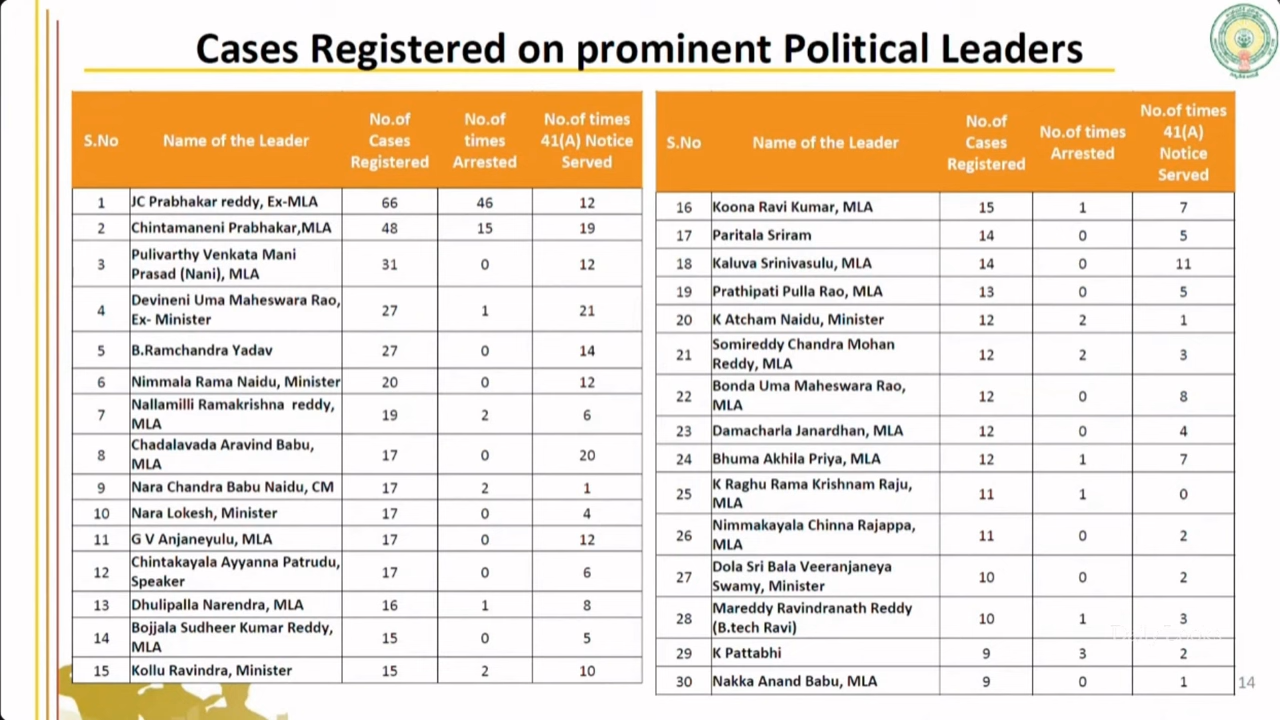 Cases Registered on prominent Political Leaders
S.No Name of the Leader No.of Cases Registered No.of times Arrested No.of times 41(A) Notice Served
1 JC Prabhakar reddy, Ex-MLA 66 46 12
2 Chintamaneni Prabhakar,MLA 48 15 19
3 Pulivarthy Venkata Mani Prasad (Nani), MLA 31 0 12
4 Devineni Uma Maheswara Rao, Ex- Minister 27 1 21
5 B.Ramchandra Yadav 27 0 14
6 Nimmala Rama Naidu, Minister 20 0 12
7 Nallamilli Ramakrishna reddy, MLA 19 2 6
8 Chadalavada Aravind Babu, MLA 17 0 20
9 Nara Chandra Babu Naidu, CM 17 2 1
10 Nara Lokesh, Minister 17 0 4
11 G V Anjaneyulu, MLA 17 0 12
12 Chintakayala Ayyanna Patrudu, Speaker 17 0 6
13 Dhulipalla Narendra, MLA 16 1 8
14 Bojjala Sudheer Kumar Reddy, MLA 15 0 5
15 Kollu Ravindra, Minister 15 2 10
S.No Name of the Leader No.of Cases Registered No.of times Arrested No.of times 41(A) Notice Served
16 Koona Ravi Kumar, MLA 15 1 7
17 Paritala Sriram 14 0 5
18 Kaluva Srinivasulu, MLA 14 0 11
19 Prathipati Pulla Rao, MLA 13 0 5
20 K Atcham Naidu, Minister 12 2 1
21 Somireddy Chandra Mohan Reddy, MLA 12 2 3
22 Bonda Uma Maheswara Rao, MLA 12 0 8
23 Damacharla Janardhan, MLA 12 0 4
24 Bhuma Akhila Priya, MLA 12 1 7
25 K Raghu Rama Krishnam Raju, MLA 11 1 0
26 Nimmakayala Chinna Rajappa, MLA 11 0 2
27 Dola Sri Bala Veeranjaneya Swamy, Minister 10 0 2
28 Mareddy Ravindranath Reddy (B.tech Ravi) 10 1 3
29 K Pattabhi 9 3 2
30 Nakka Anand Babu, MLA 9 0 1
14